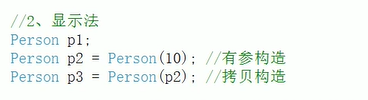 //2、显示法
Person p1;
Person p2 = Person(10); //有参构造
Person p3 = Person(p2); //拷贝构造